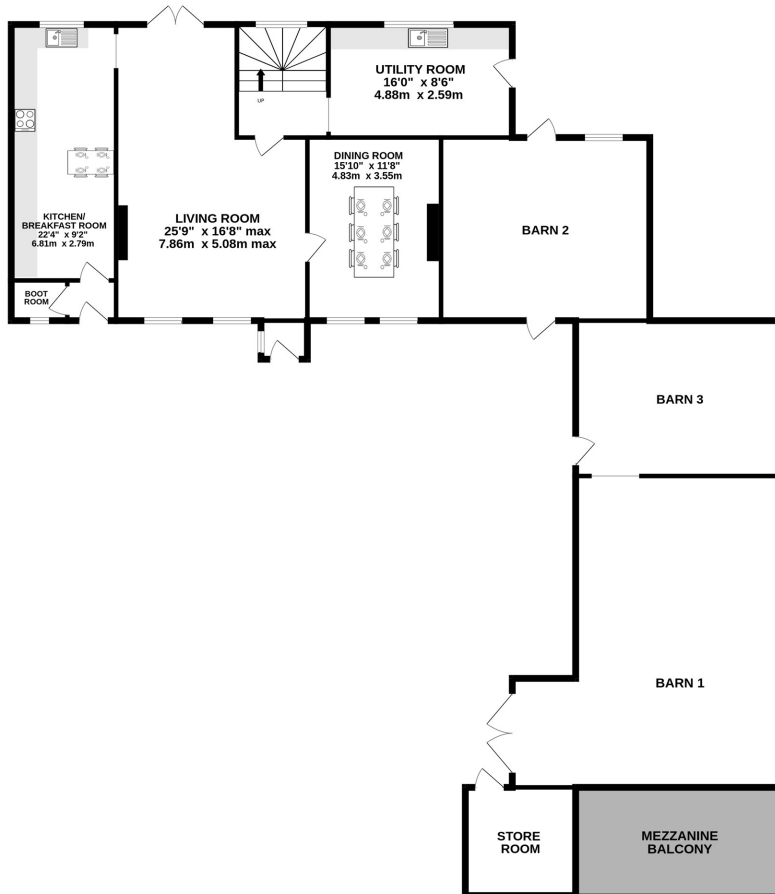 UTILITY ROOM
16'0"  x 8'6"
4.88m  x 2.59m
UP
DINING ROOM
15'10"  x 11'8"
4.83m  x 3.55m
KITCHEN/
BREAKFAST ROOM
22'4"  x 9'2"
6.81m  x 2.79m
LIVING ROOM
25'9"  x 16'8" max
7.86m  x 5.08m max
BARN 2
BOOT
ROOM
BARN 3
BARN 1
STORE
ROOM
MEZZANINE
BALCONY